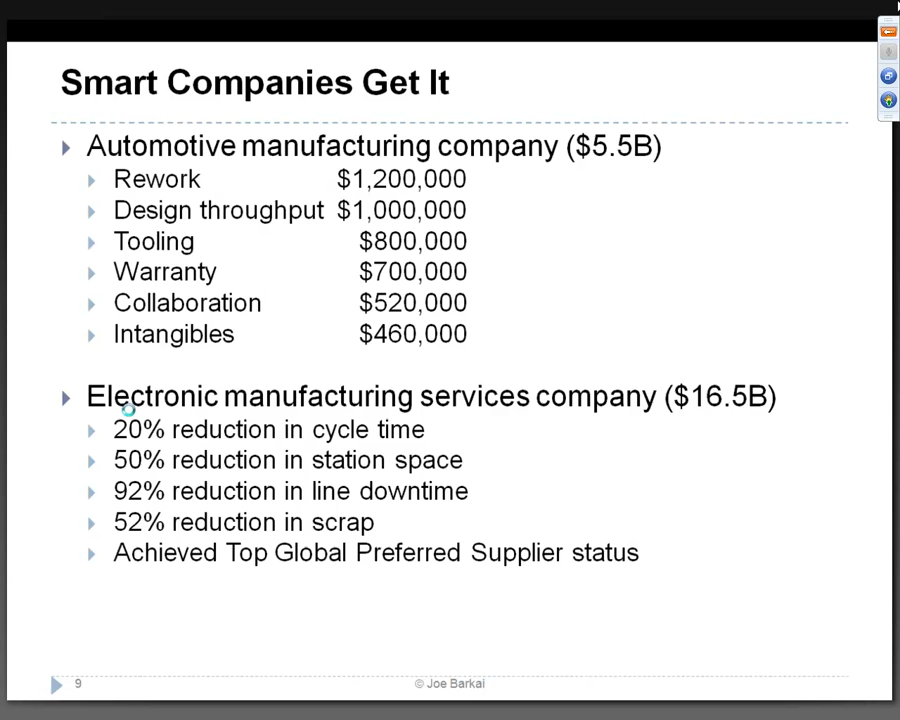 Smart Companies Get It
Automotive manufacturing company ($5.5B)
Rework $1,200,000
Design throughput $1,000,000
Tooling $800,000
Warranty $700,000
Collaboration $520,000
Intangibles $460,000
Electronic manufacturing services company ($16.5B)
20% reduction in cycle time
50% reduction in station space
92% reduction in line downtime
52% reduction in scrap
Achieved Top Global Preferred Supplier status
9 © Joe Barkai